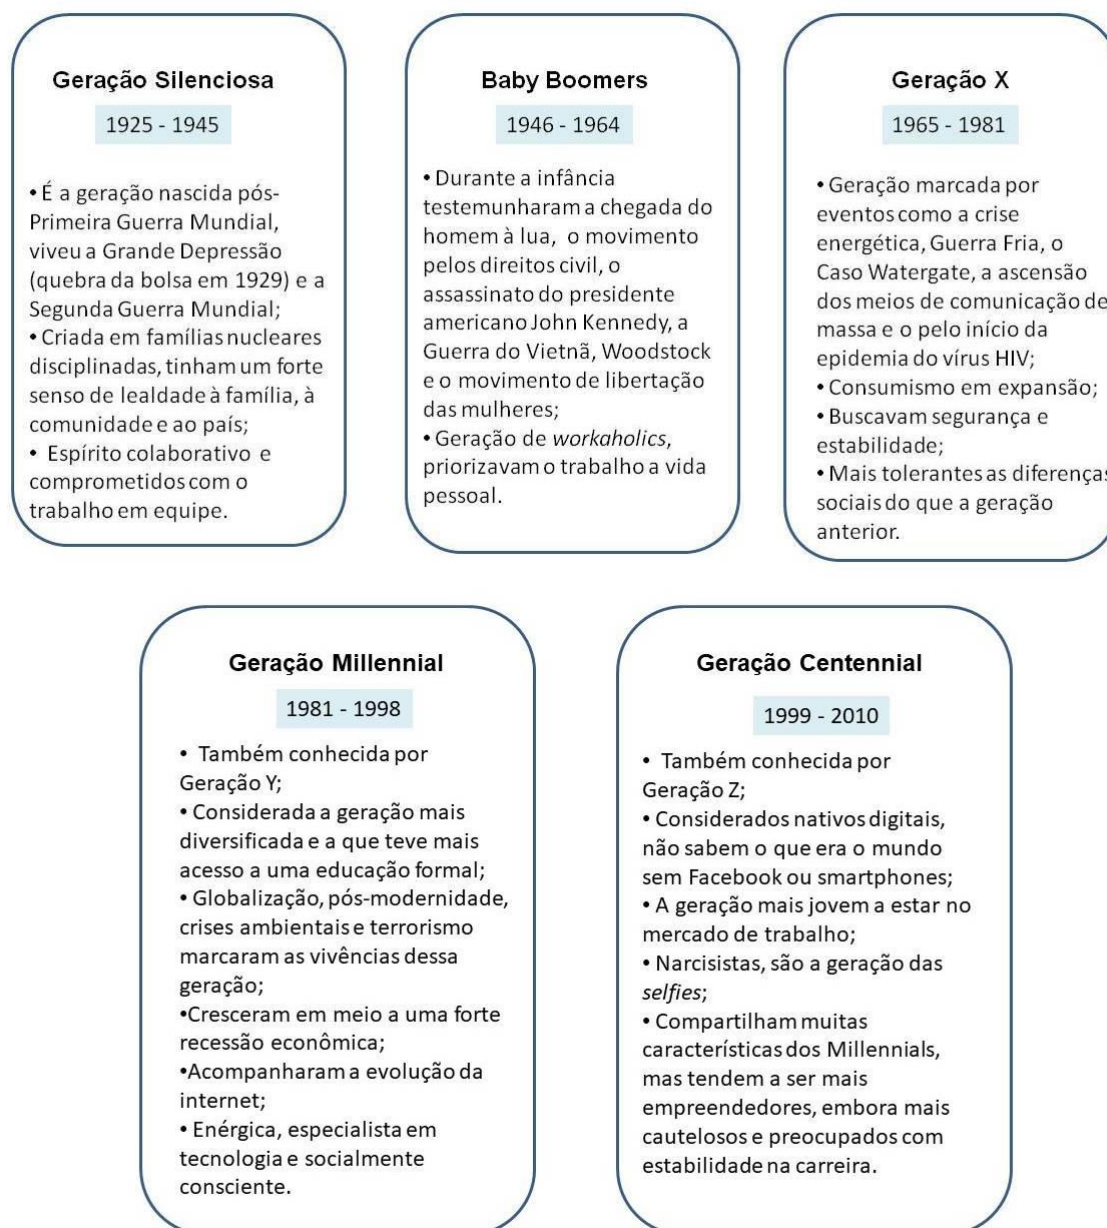 Geração Silenciosa
1925 - 1945
• É a geração nascida pós-
Primeira Guerra Mundial,
viveu a Grande Depressão
(quebra da bolsa em 1929) e a
Segunda Guerra Mundial;
• Criada em famílias nucleares
disciplinadas, tinham um forte
senso de lealdade à família, à
comunidade e ao país;
• Espírito colaborativo e
comprometidos com o
trabalho em equipe.
Baby Boomers
1946 - 1964
• Durante a infância
testemunharam a chegada do
homem à lua, o movimento
pelos direitos civil, o
assassinato do presidente
americano John Kennedy, a
Guerra do Vietnã, Woodstock
e o movimento de libertação
das mulheres;
• Geração de workaholics,
priorizavam o trabalho a vida
pessoal.
Geração X
1965 - 1981
• Geração marcada por
eventos como a crise
energética, Guerra Fria, o
Caso Watergate, a ascensão
dos meios de comunicação de
massa e o pelo início da
epidemia do vírus HIV;
• Consumismo em expansão;
• Buscavam segurança e
estabilidade;
• Mais tolerantes as diferenças
sociais do que a geração
anterior.
Geração Millennial
1981 - 1998
• Também conhecida por
Geração Y;
• Considerada a geração mais
diversificada e a que teve mais
acesso a uma educação formal;
• Globalização, pós-modernidade,
crises ambientais e terrorismo
marcaram as vivências dessa
geração;
•Cresceram em meio a uma forte
recessão econômica;
•Acompanharam a evolução da
internet;
• Enérgica, especialista em
tecnologia e socialmente
consciente.
Geração Centennial
1999 - 2010
• Também conhecida por
Geração Z;
• Considerados nativos digitais,
não sabem o que era o mundo
sem Facebook ou smartphones;
• A geração mais jovem a estar no
mercado de trabalho;
• Narcisistas, são a geração das
selfies;
• Compartilham muitas
características dos Millennials,
mas tendem a ser mais
empreendedores, embora mais
cautelosos e preocupados com
estabilidade na carreira.